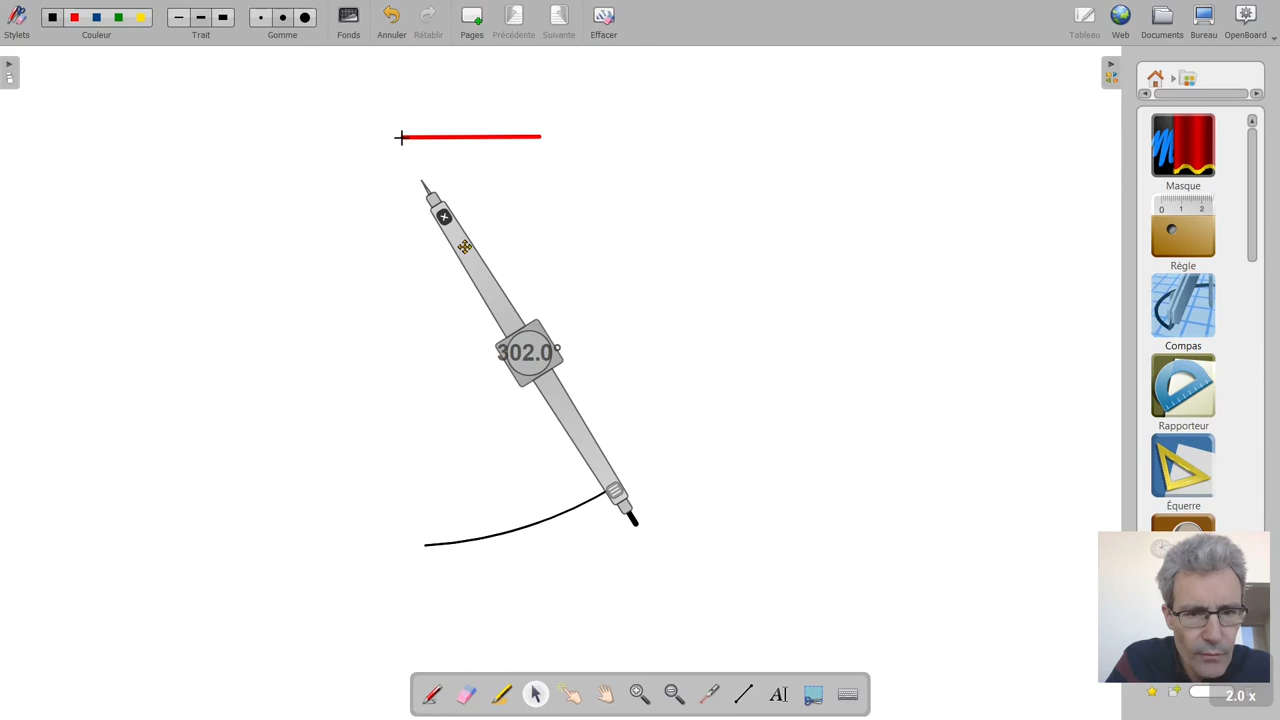 Stylets
Couleur
Trait
Gomme
Fonds
Annuler
Rétablir
Pages
Précédente
Suivante
Effacer
Tableau
Web
Documents
Bureau
OpenBoard
Masque
0 1 2
Règle
Compas
Rapporteur
Équerre
302.0°
AI
2.0 x